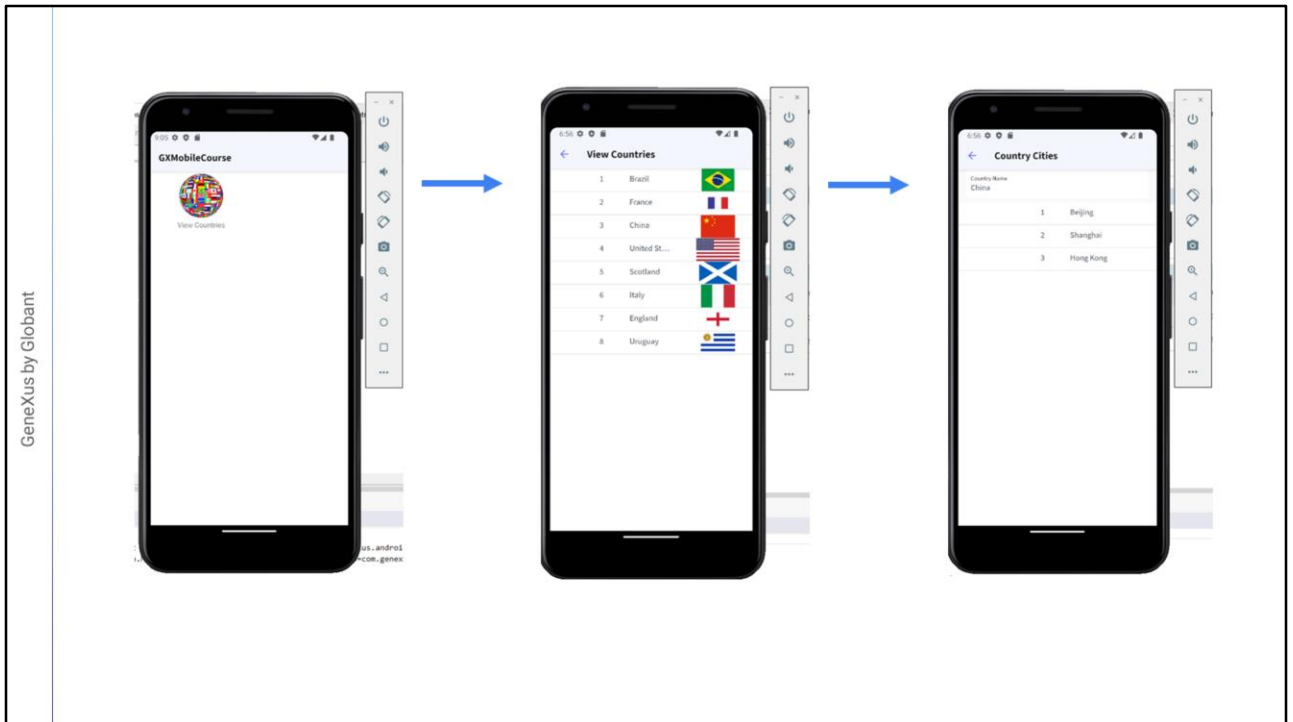 GeneXus by Globant
9:05
GXMobileCourse
View Countries
us.androi
=com.genex
6:56
View Countries
1 Brazil
2 France
3 China
4 United St...
5 Scotland
6 Italy
7 England
8 Uruguay
6:56
Country Cities
Country Name
China
1 Beijing
2 Shanghai
3 Hong Kong